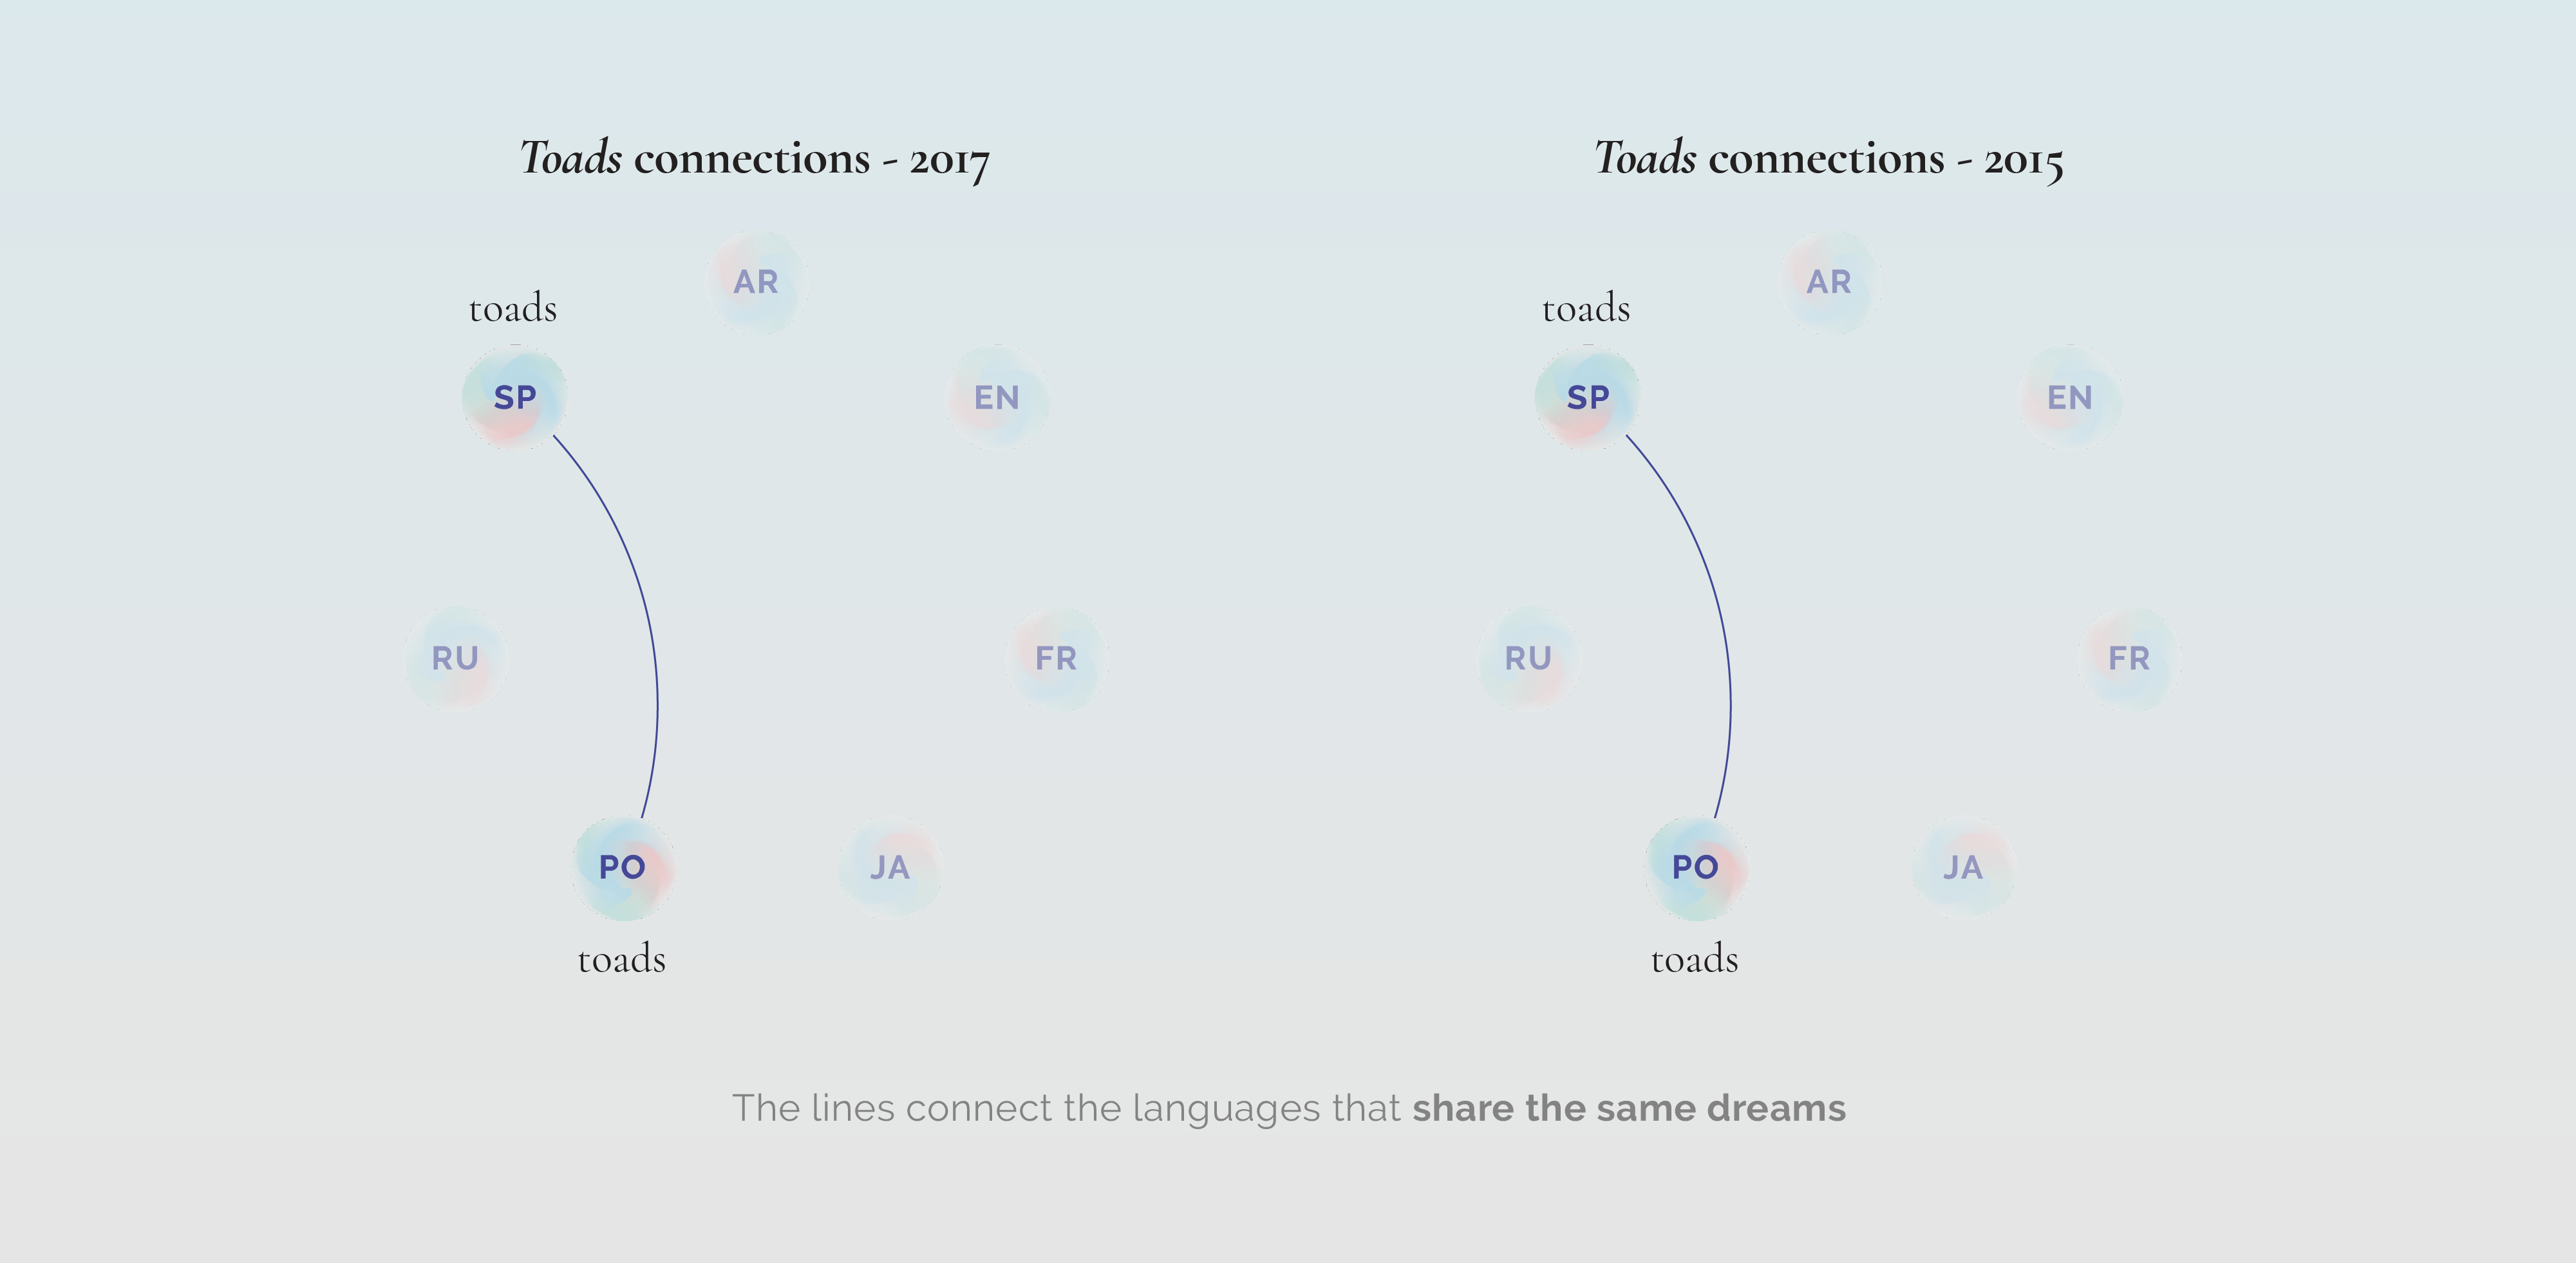 Toads connections - 2017
AR
toads
SP
EN
RU
FR
PO
JA
toads
Toads connections - 2015
AR
toads
SP
EN
RU
FR
PO
JA
toads
The lines connect the languages that share the same dreams